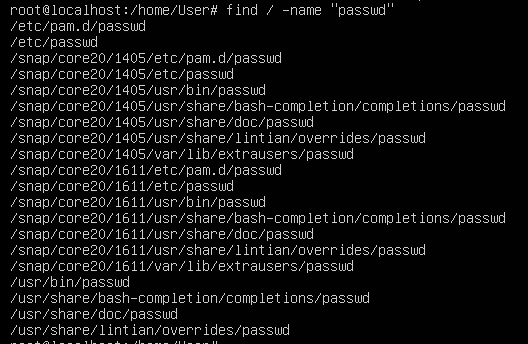 root@localhost:/home/User# find / -name "passwd"
/etc/pam.d/passwd
/etc/passwd
/snap/core20/1405/etc/pam.d/passwd
/snap/core20/1405/etc/passwd
/snap/core20/1405/usr/bin/passwd
/snap/core20/1405/usr/share/bash-completion/completions/passwd
/snap/core20/1405/usr/share/doc/passwd
/snap/core20/1405/usr/share/lintian/overrides/passwd
/snap/core20/1405/var/lib/extrausers/passwd
/snap/core20/1611/etc/pam.d/passwd
/snap/core20/1611/etc/passwd
/snap/core20/1611/usr/bin/passwd
/snap/core20/1611/usr/share/bash-completion/completions/passwd
/snap/core20/1611/usr/share/doc/passwd
/snap/core20/1611/usr/share/lintian/overrides/passwd
/snap/core20/1611/var/lib/extrausers/passwd
/usr/bin/passwd
/usr/share/bash-completion/completions/passwd
/usr/share/doc/passwd
/usr/share/lintian/overrides/passwd
root@localhost:/home/User#